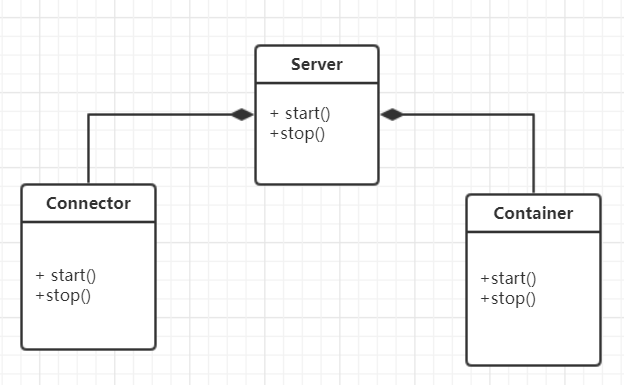 Server
+ start()
+stop()
Connector
+ start()
+stop()
Container
+start()
+stop()